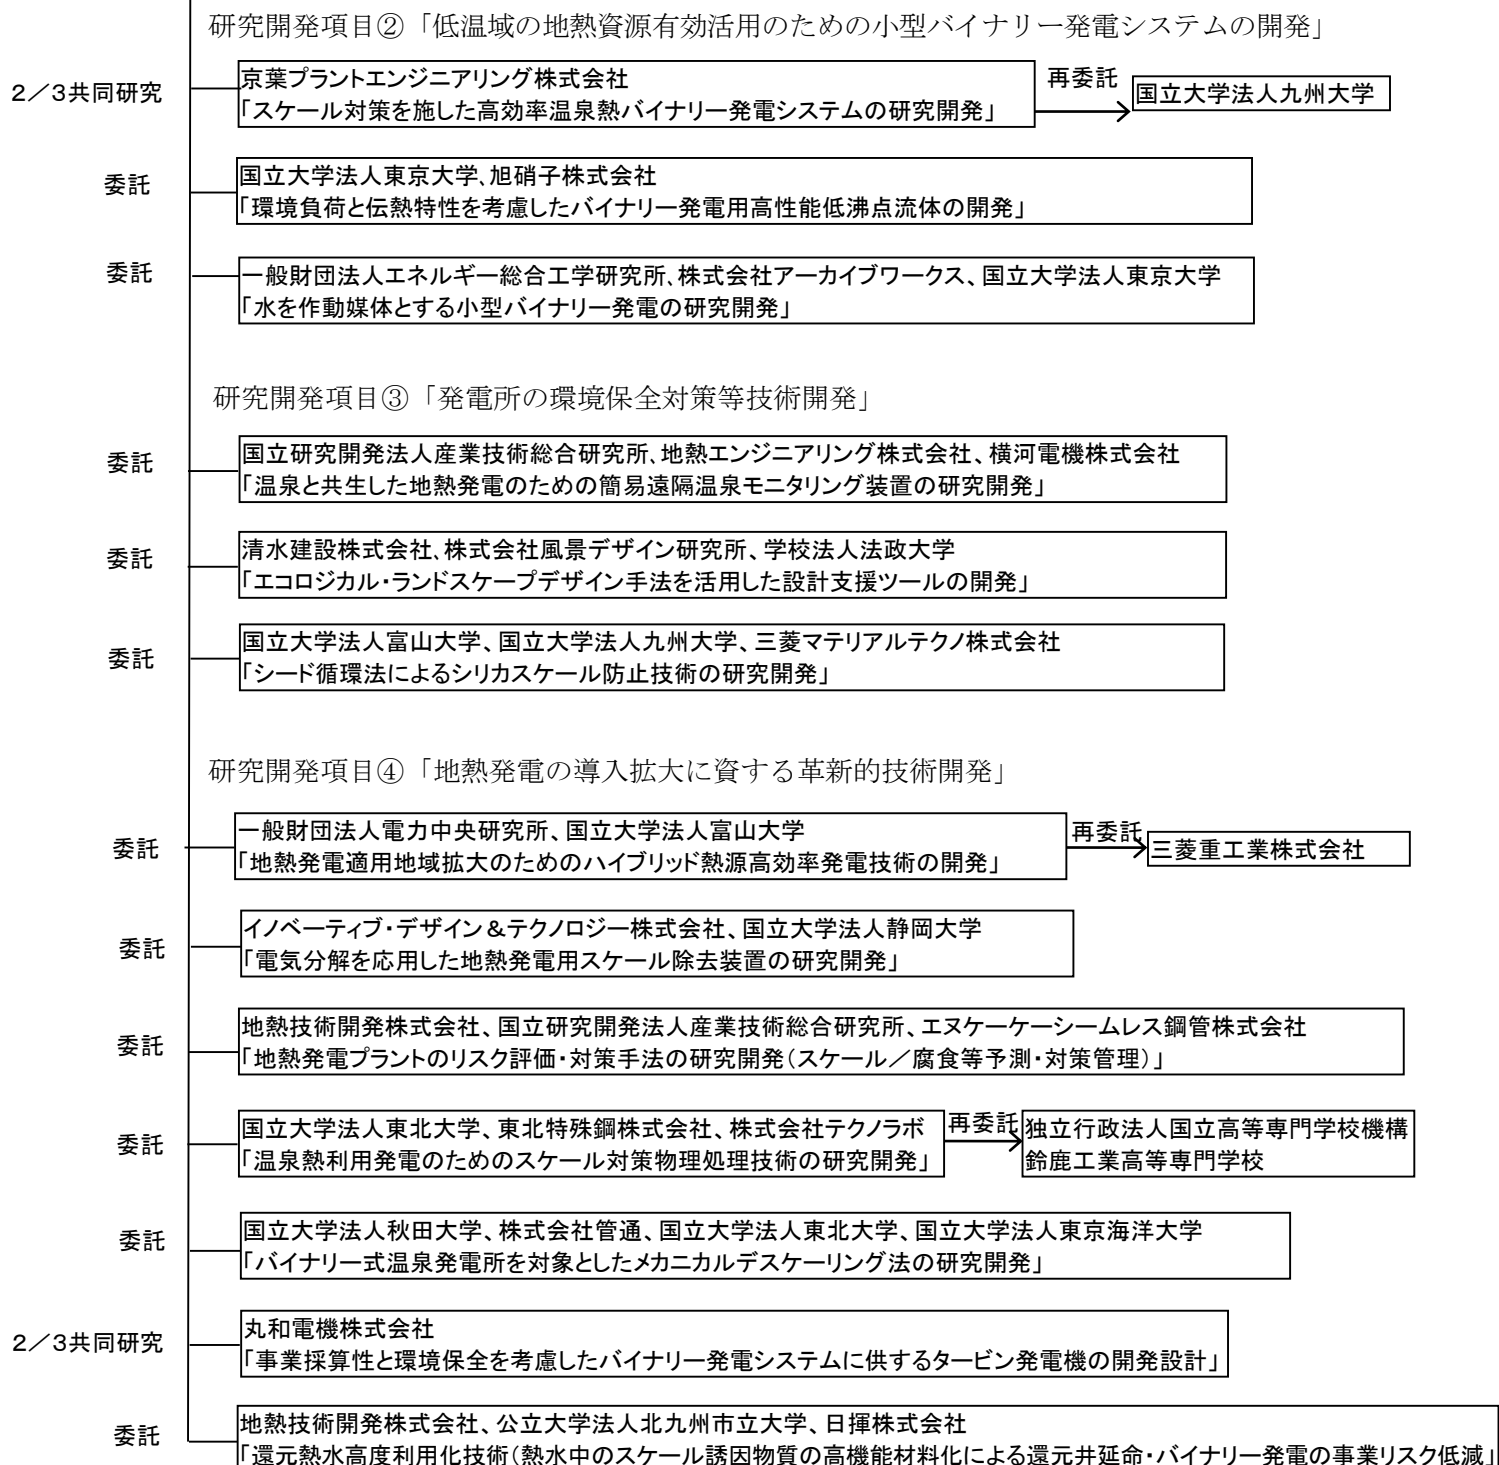 研究開発項目②「低温域の地熱資源有効活用のための小型バイナリー発電システムの開発」
2／3共同研究
京葉プラントエンジニアリング株式会社
「スケール対策を施した高効率温泉熱バイナリー発電システムの研究開発」
再委託
国立大学法人九州大学
委託
国立大学法人東京大学、旭硝子株式会社
「環境負荷と伝熱特性を考慮したバイナリー発電用高性能低沸点流体の開発」
委託
一般財団法人エネルギー総合工学研究所、株式会社アーカイブワークス、国立大学法人東京大学
「水を作動媒体とする小型バイナリー発電の研究開発」
研究開発項目③「発電所の環境保全対策等技術開発」
委託
国立研究開発法人産業技術総合研究所、地熱エンジニアリング株式会社、横河電機株式会社
「温泉と共生した地熱発電のための簡易遠隔温泉モニタリング装置の研究開発」
委託
清水建設株式会社、株式会社風景デザイン研究所、学校法人法政大学
「エコロジカル・ランドスケープデザイン手法を活用した設計支援ツールの開発」
委託
国立大学法人富山大学、国立大学法人九州大学、三菱マテリアルテクノ株式会社
「シード循環法によるシリカスケール防止技術の研究開発」
研究開発項目④「地熱発電の導入拡大に資する革新的技術開発」
委託
一般財団法人電力中央研究所、国立大学法人富山大学
「地熱発電適用地域拡大のためのハイブリッド熱源高効率発電技術の開発」
再委託
三菱重工業株式会社
委託
イノベーティブ・デザイン＆テクノロジー株式会社、国立大学法人静岡大学
「電気分解を応用した地熱発電用スケール除去装置の研究開発」
委託
地熱技術開発株式会社、国立研究開発法人産業技術総合研究所、エヌケーケーシームレス鋼管株式会社
「地熱発電プラントのリスク評価・対策手法の研究開発（スケール／腐食等予測・対策管理）」
委託
国立大学法人東北大学、東北特殊鋼株式会社、株式会社テクノラボ
「温泉熱利用発電のためのスケール対策物理処理技術の研究開発」
再委託
独立行政法人国立高等専門学校機構
鈴鹿工業高等専門学校
委託
国立大学法人秋田大学、株式会社管通、国立大学法人東北大学、国立大学法人東京海洋大学
「バイナリー式温泉発電所を対象としたメカニカルデスケーリング法の研究開発」
2／3共同研究
丸和電機株式会社
「事業採算性と環境保全を考慮したバイナリー発電システムに供するタービン発電機の開発設計」
委託
地熱技術開発株式会社、公立大学法人北九州市立大学、日揮株式会社
「還元熱水高度利用化技術（熱水中のスケール誘因物質の高機能材料化による還元井延命・バイナリー発電の事業リスク低減」